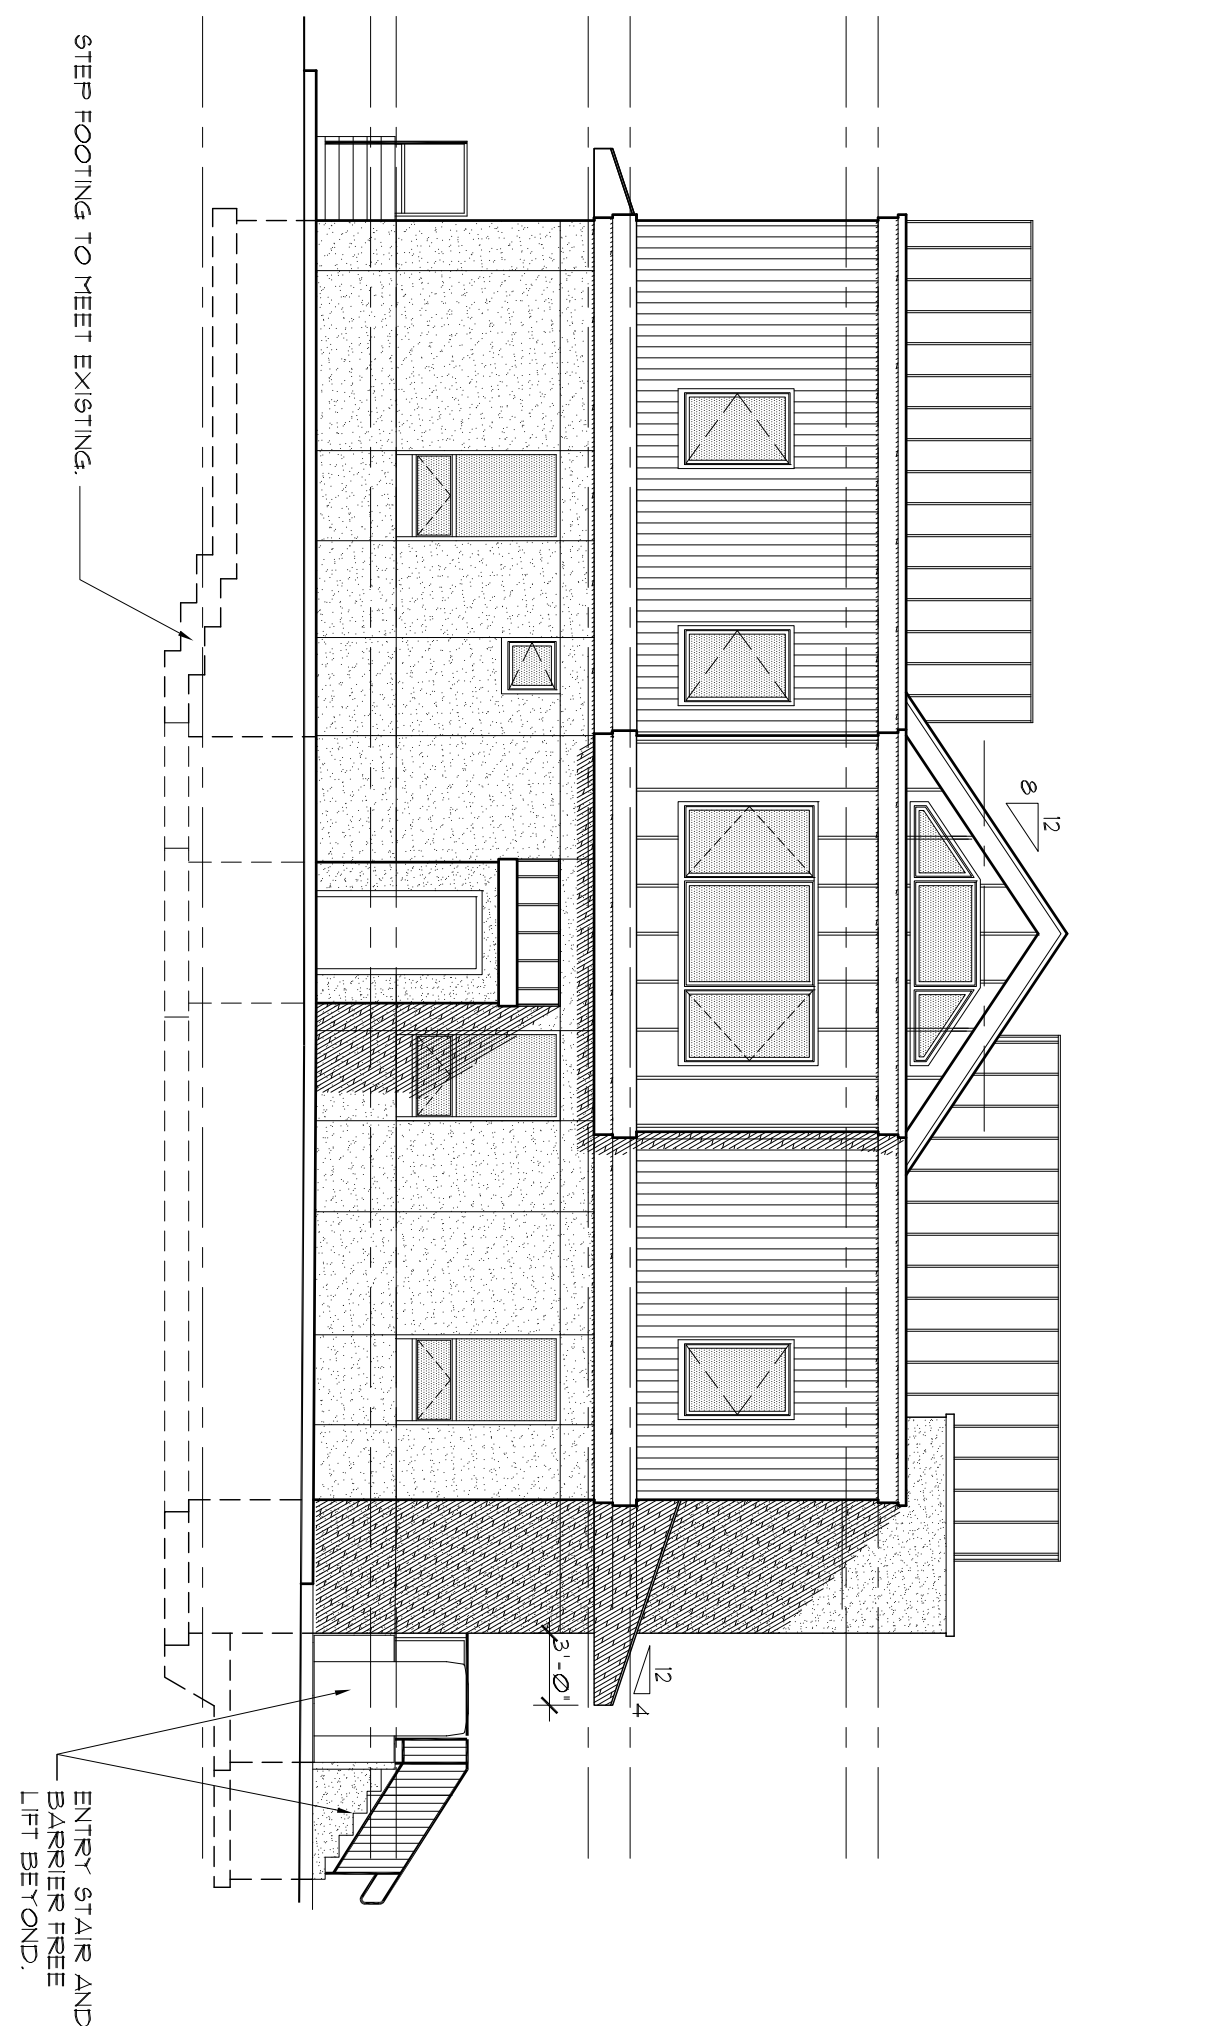 STEP FOOTING TO MEET EXISTING.
12
8
3'-0"
12
4
ENTRY STAIR AND
BARRIER FREE
LIFT BEYOND.